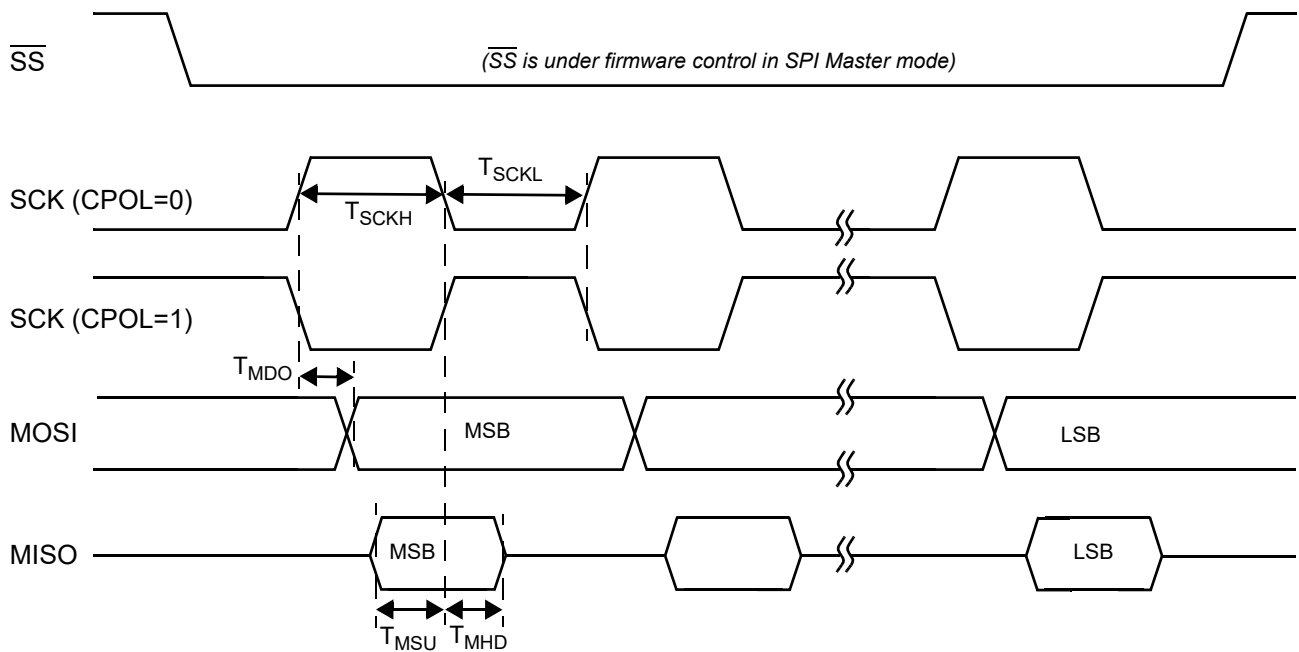 SS
(SS is under firmware control in SPI Master mode)
SCK (CPOL=0)
TSCKH
TSCKL
SCK (CPOL=1)
TMDO
MOSI
MSB
LSB
MISO
MSB
LSB
TMSU
TMHD